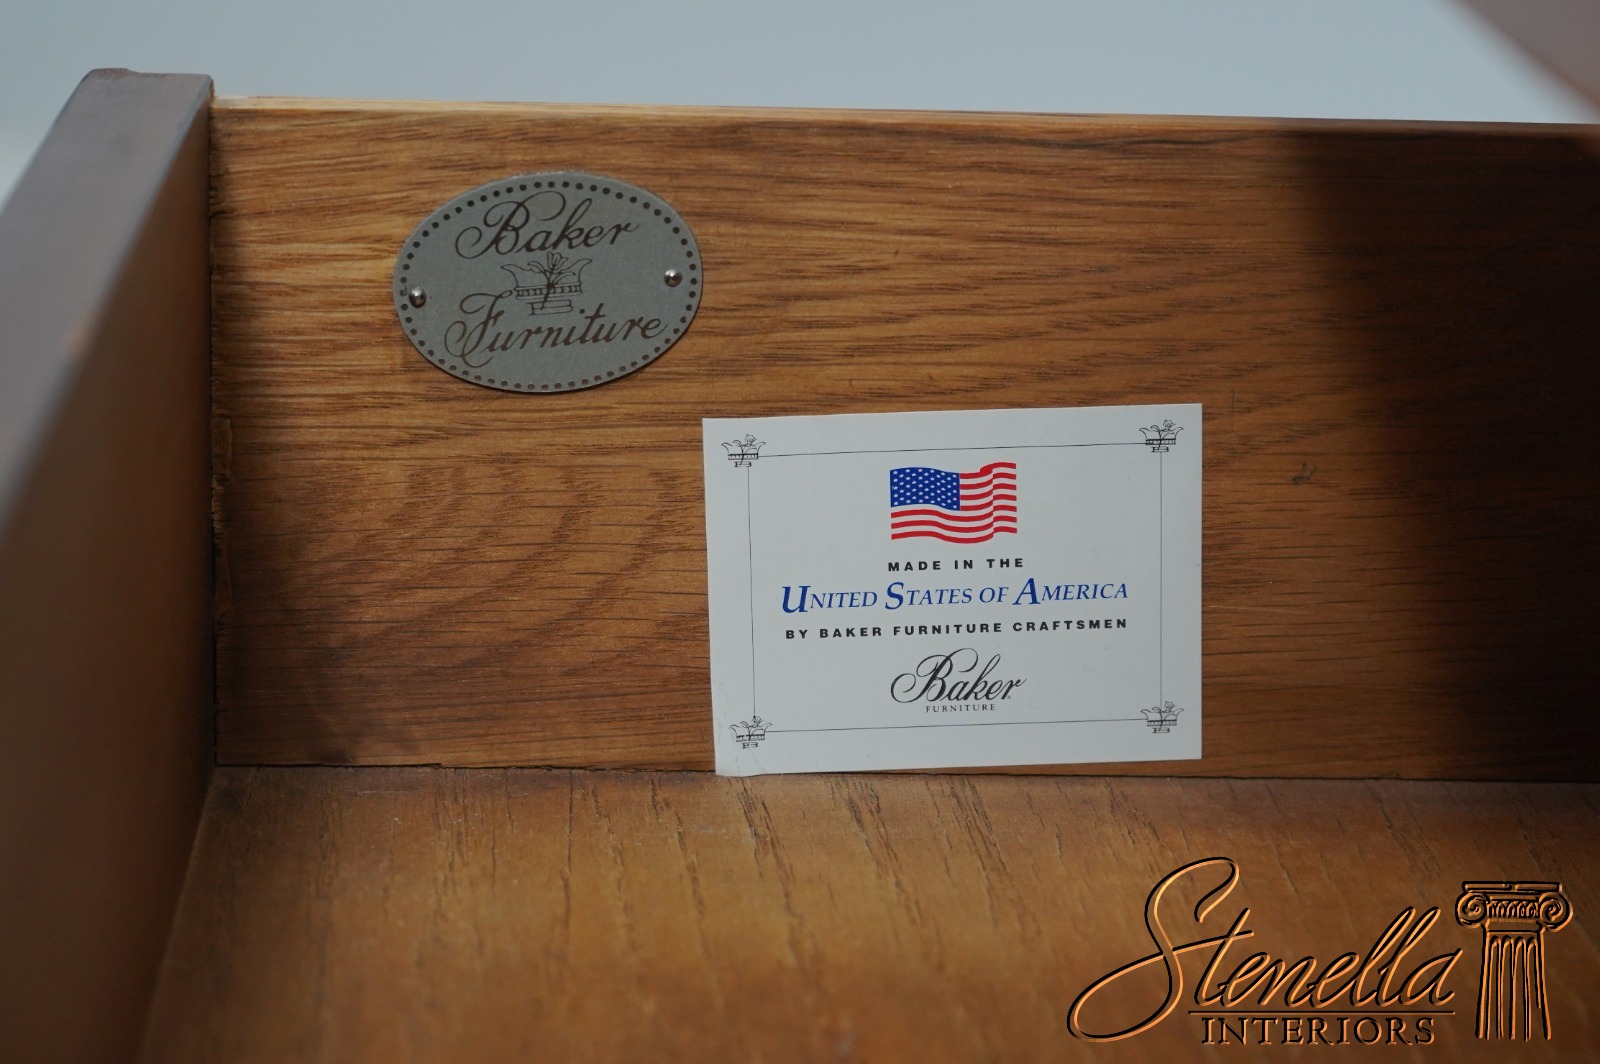 Baker
Furniture
MADE IN THE
UNITED STATES OF AMERICA
BY BAKER FURNITURE CRAFTSMEN
Baker
FURNITURE
Stenella
INTERIORS